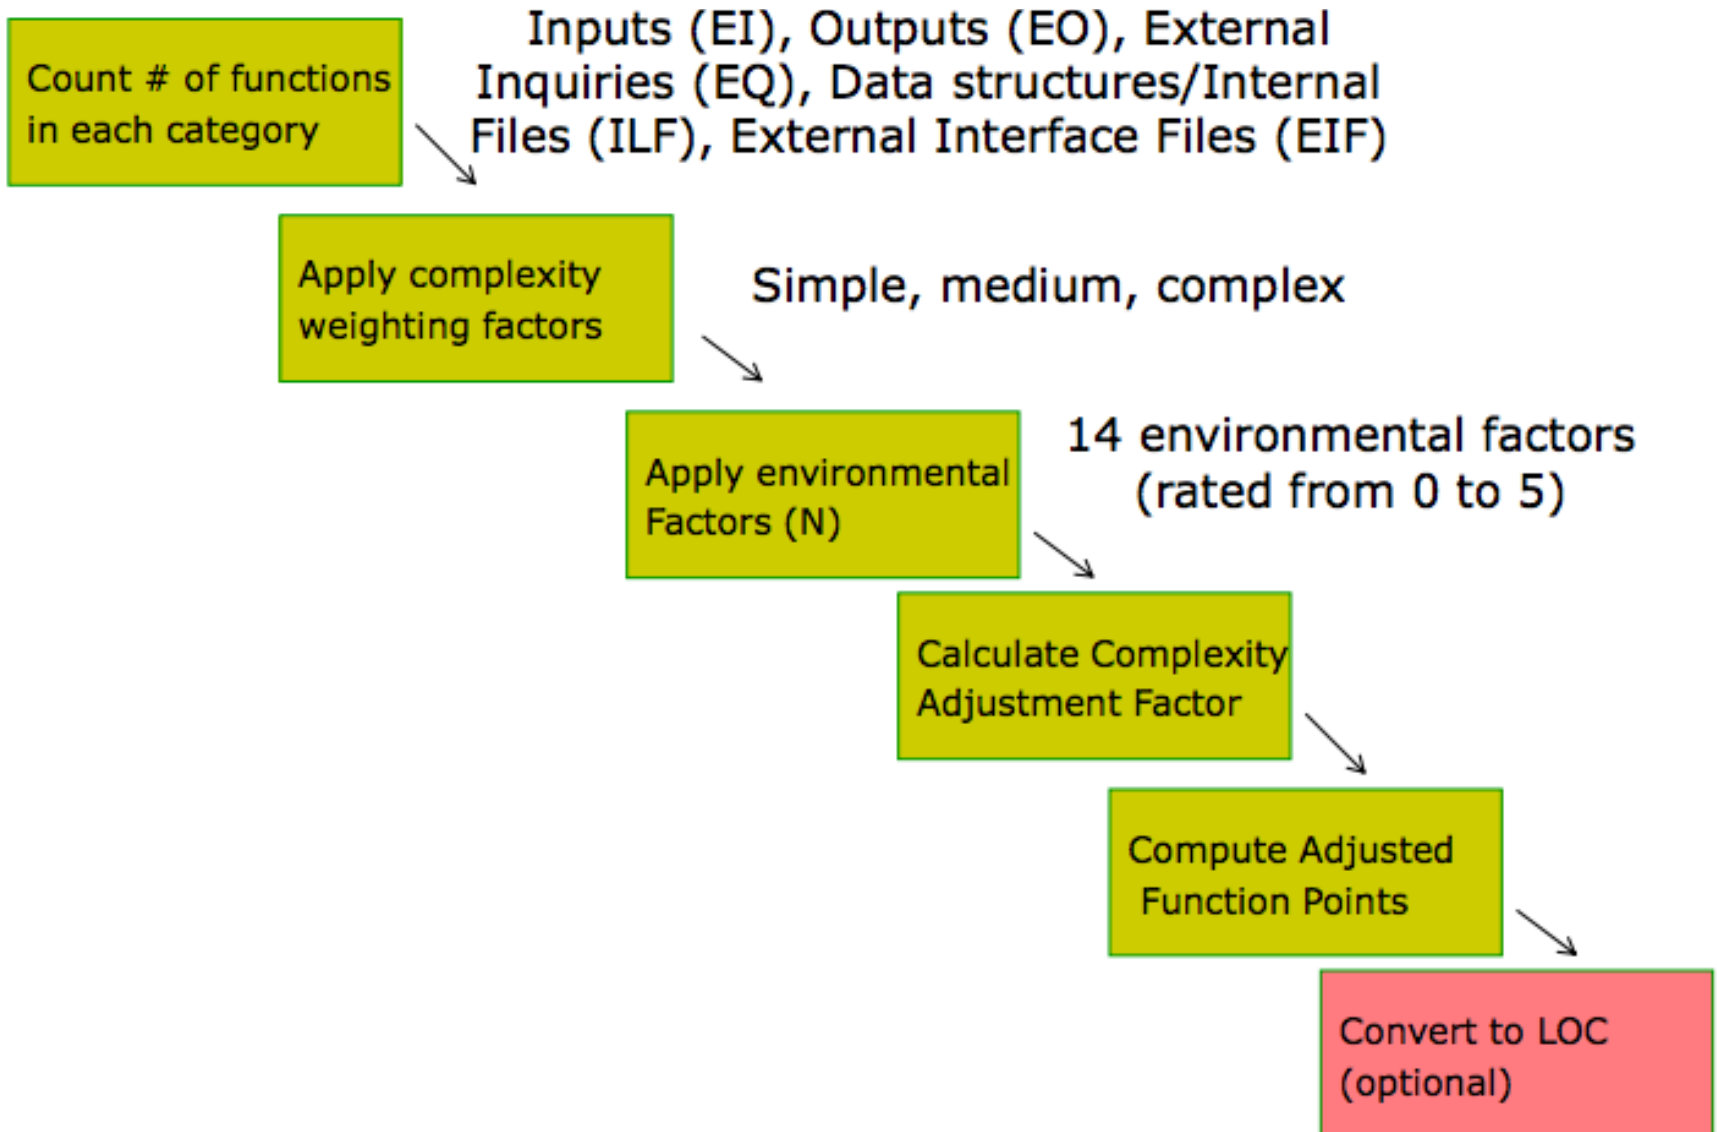 Inputs (EI), Outputs (EO), External
Inquiries (EQ), Data structures/Internal
Files (ILF), External Interface Files (EIF)
Count # of functions
in each category
Apply complexity
weighting factors
Simple, medium, complex
Apply environmental
Factors (N)
14 environmental factors
(rated from 0 to 5)
Calculate Complexity
Adjustment Factor
Compute Adjusted
Function Points
Convert to LOC
(optional)